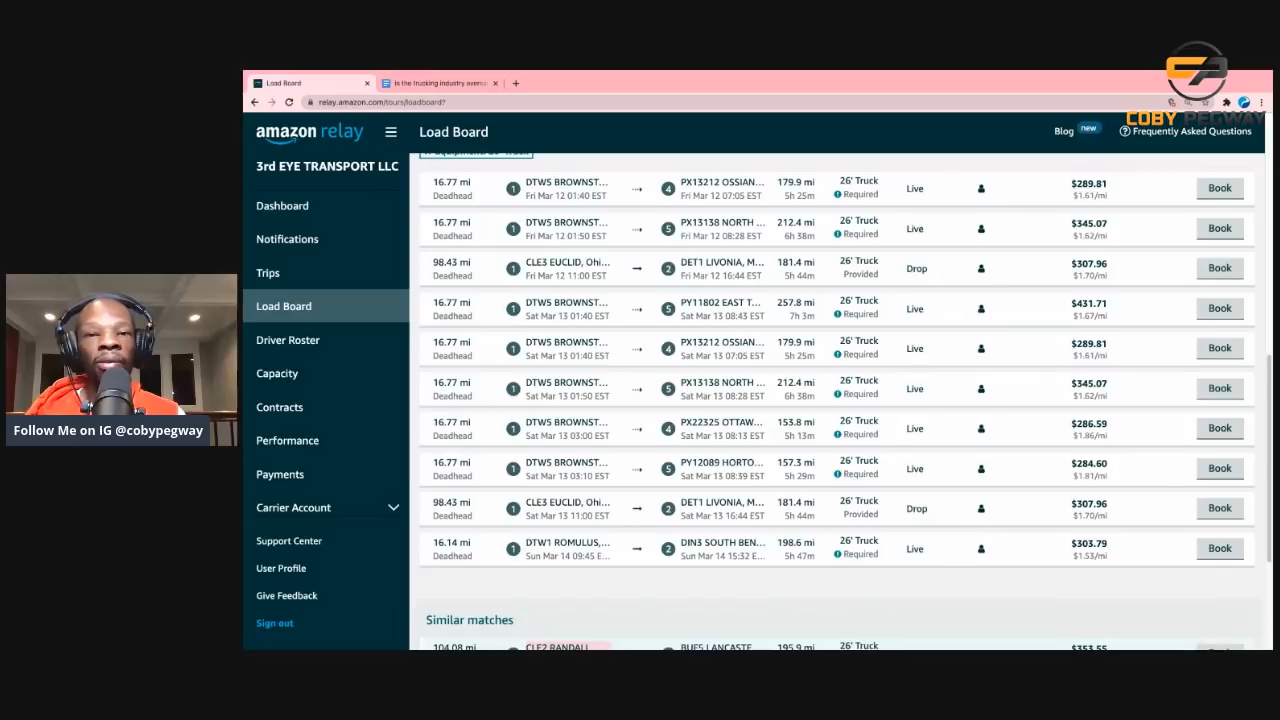 Load Board
is the trucking industry overs
relay.amazon.com/tours/loadboard?
COBY PEGWAY
amazon relay
Load Board
Blog new
Frequently Asked Questions
3rd EYE TRANSPORT LLC
Dashboard
Notifications
Trips
Load Board
Driver Roster
Capacity
Contracts
Performance
Payments
Carrier Account
Support Center
User Profile
Give Feedback
Sign out
16.77 mi 1 DTW5 BROWNST... 4 PX13212 OSSIAN... 179.9 mi 26' Truck Live $289.81 Book
Deadhead Fri Mar 12 01:40 EST Fri Mar 12 07:05 EST 5h 25m Required $1.61/mi
16.77 mi 1 DTW5 BROWNST... 5 PX13138 NORTH ... 212.4 mi 26' Truck Live $345.07 Book
Deadhead Fri Mar 12 01:50 EST Fri Mar 12 08:28 EST 6h 38m Required $1.62/mi
98.43 mi 1 CLE3 EUCLID, Ohi... 2 DET1 LIVONIA, M... 181.4 mi 26' Truck Drop $307.96 Book
Deadhead Fri Mar 12 11:00 EST Fri Mar 12 16:44 EST 5h 44m Provided $1.70/mi
16.77 mi 1 DTW5 BROWNST... 5 PY11802 EAST T... 257.8 mi 26' Truck Live $431.71 Book
Deadhead Sat Mar 13 01:40 EST Sat Mar 13 08:43 EST 7h 3m Required $1.67/mi
16.77 mi 1 DTW5 BROWNST... 4 PX13212 OSSIAN... 179.9 mi 26' Truck Live $289.81 Book
Deadhead Sat Mar 13 01:40 EST Sat Mar 13 07:05 EST 5h 25m Required $1.61/mi
16.77 mi 1 DTW5 BROWNST... 5 PX13138 NORTH ... 212.4 mi 26' Truck Live $345.07 Book
Deadhead Sat Mar 13 01:50 EST Sat Mar 13 08:28 EST 6h 38m Required $1.62/mi
16.77 mi 1 DTW5 BROWNST... 4 PX22325 OTTAW... 153.8 mi 26' Truck Live $286.59 Book
Deadhead Sat Mar 13 03:00 EST Sat Mar 13 08:13 EST 5h 13m Required $1.86/mi
16.77 mi 1 DTW5 BROWNST... 5 PY12089 HORTO... 157.3 mi 26' Truck Live $284.60 Book
Deadhead Sat Mar 13 03:10 EST Sat Mar 13 08:39 EST 5h 29m Required $1.81/mi
98.43 mi 1 CLE3 EUCLID, Ohi... 2 DET1 LIVONIA, M... 181.4 mi 26' Truck Drop $307.96 Book
Deadhead Sat Mar 13 11:00 EST Sat Mar 13 16:44 EST 5h 44m Provided $1.70/mi
16.14 mi 1 DTW1 ROMULUS,... 2 DIN3 SOUTH BEN... 198.6 mi 26' Truck Live $303.79 Book
Deadhead Sun Mar 14 09:45 E... Sun Mar 14 15:32 E... 5h 47m Required $1.53/mi
Similar matches
104.08 mi CLE2 RANDALL BUF5 LANCASTE 195.9 mi 26' Truck $353.55
Follow Me on IG @cobypegway